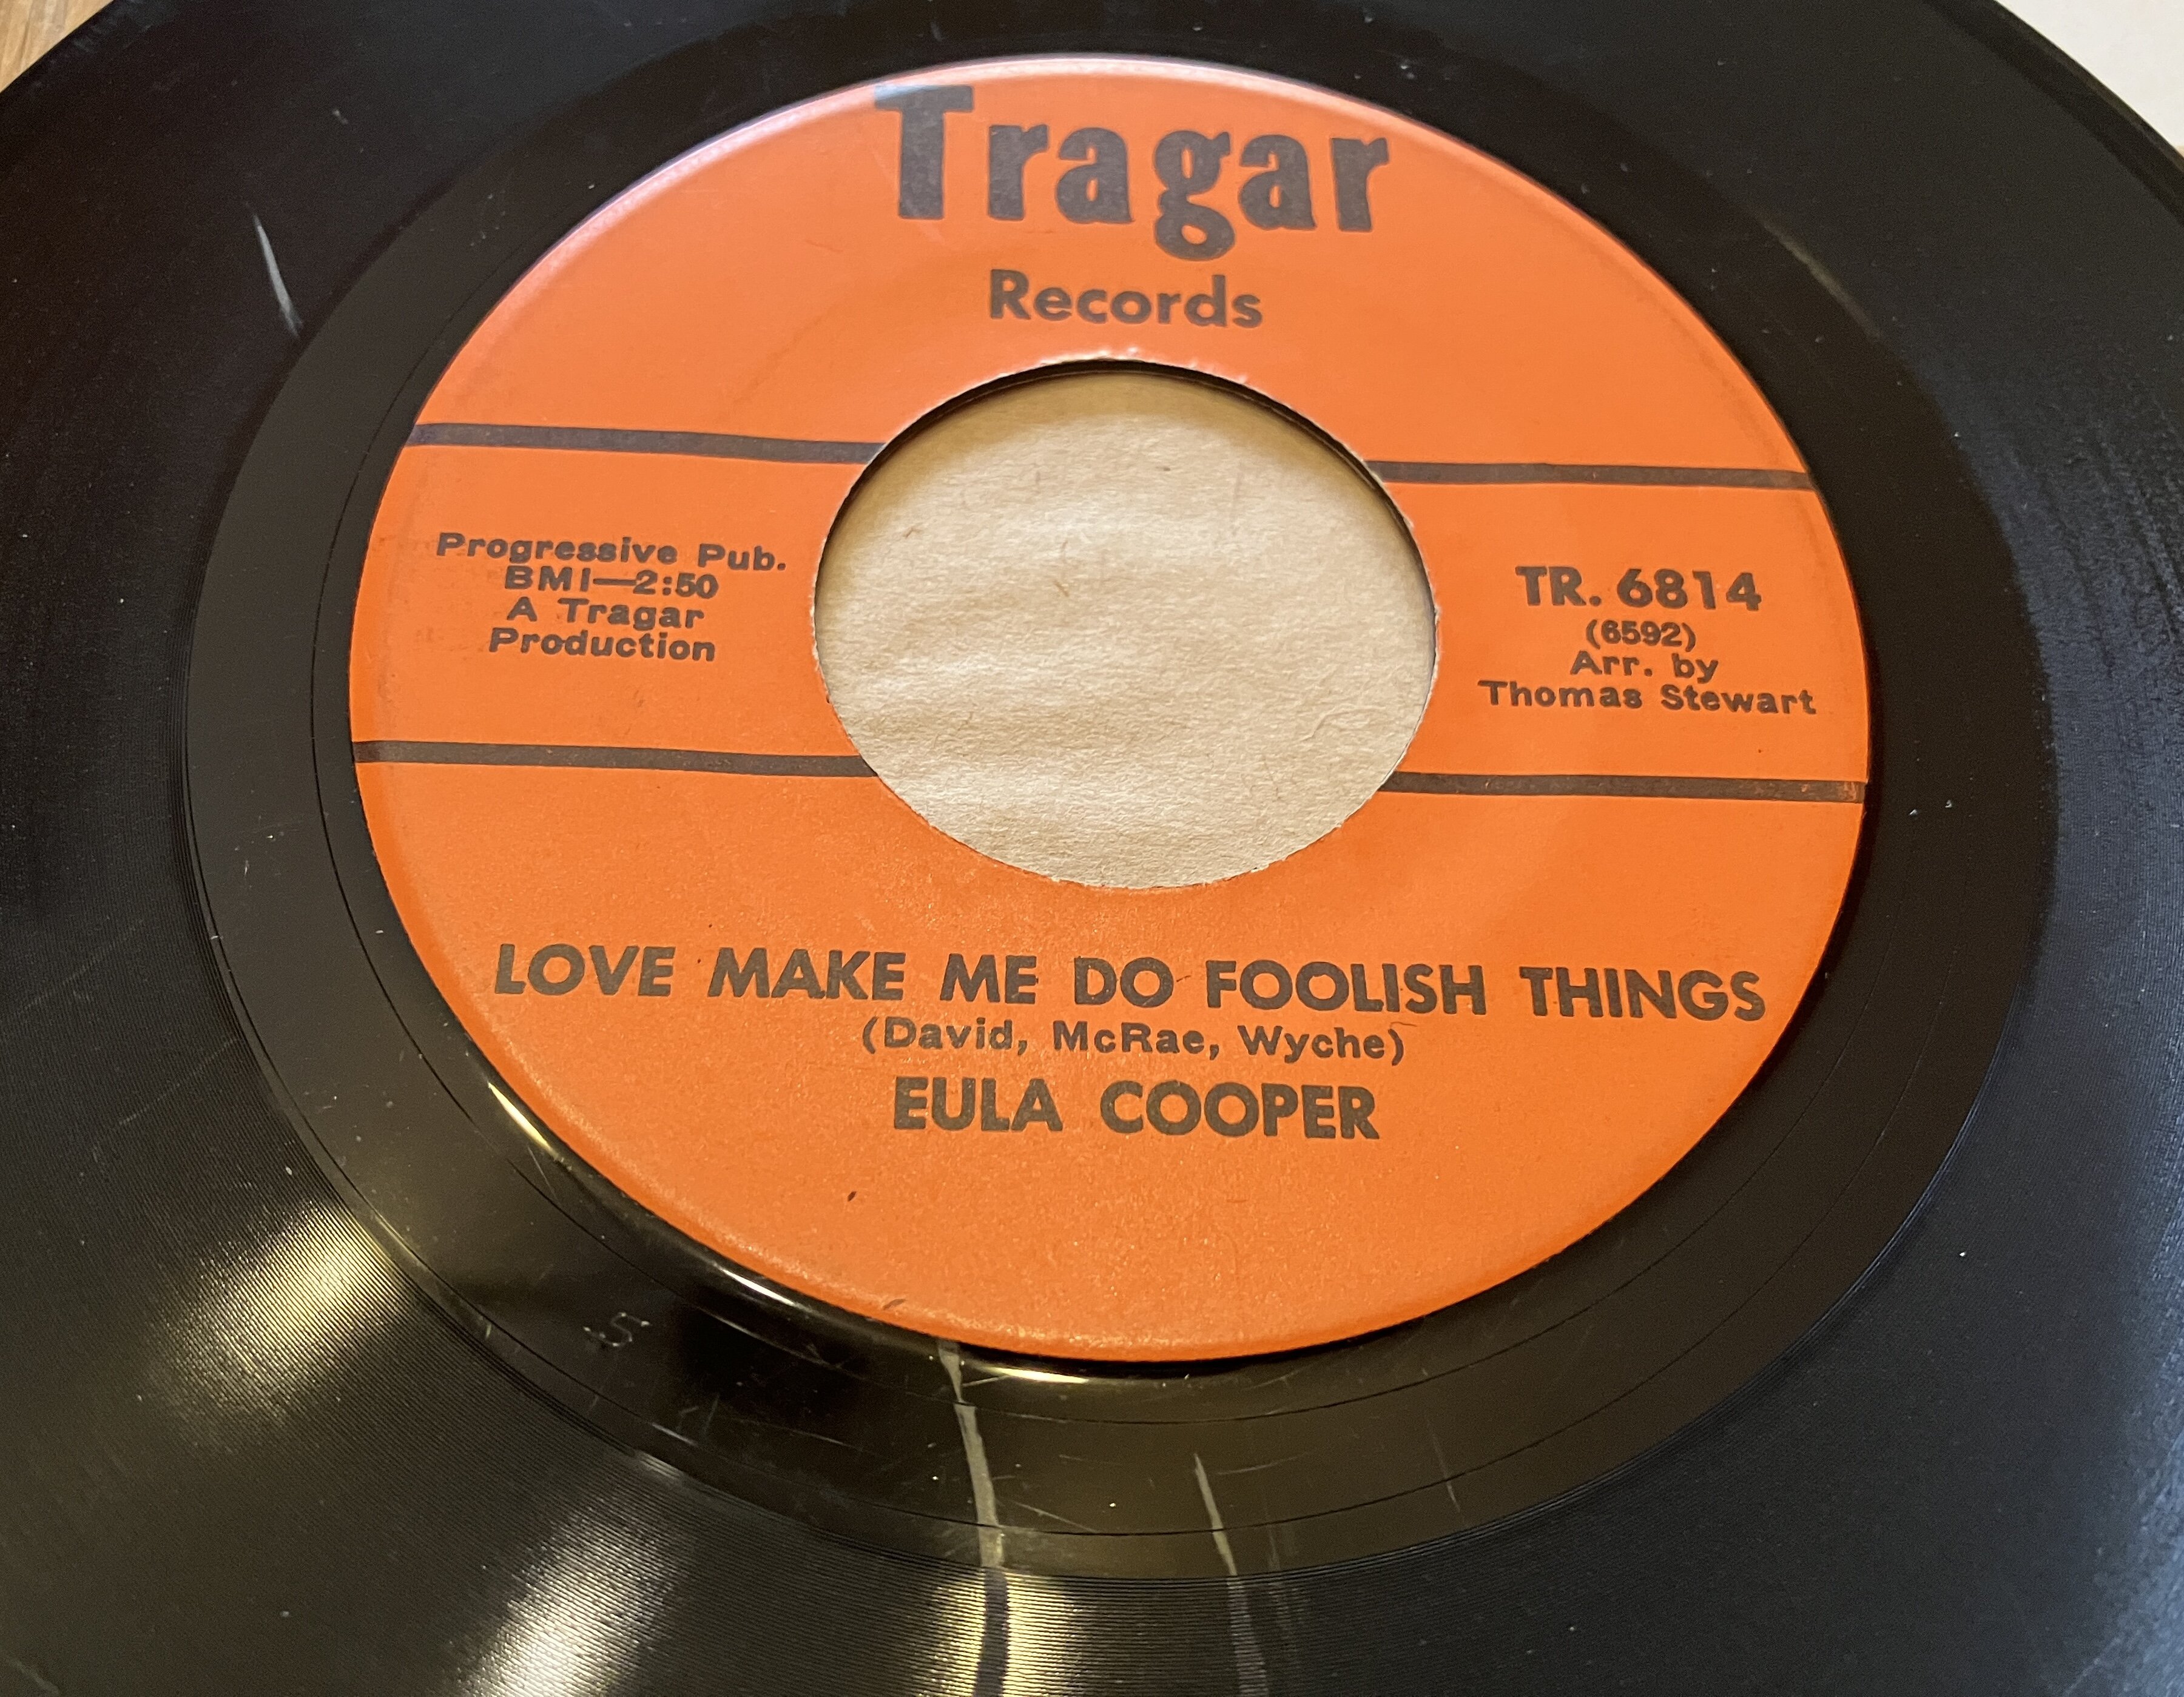 Tragar
Records
Progressive Pub.
BMI—2:50
A Tragar
Production
TR. 6814
(6592)
Arr. by
Thomas Stewart
LOVE MAKE ME DO FOOLISH THINGS
(David, McRae, Wyche)
EULA COOPER